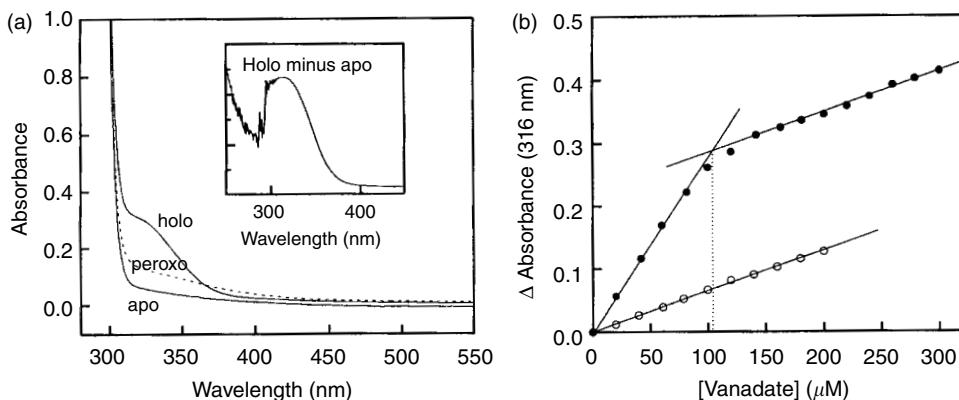 (a)
1.0
0.8
0.6
0.4
0.2
0.0
Absorbance
holo
peroxo
apo
300
350
400
450
500
550
Wavelength (nm)
Holo minus apo
300
400
Wavelength (nm)
(b)
0.5
0.4
0.3
0.2
0.1
0.0
Δ Absorbance (316 nm)
0
50
100
150
200
250
300
[Vanadate] (μM)